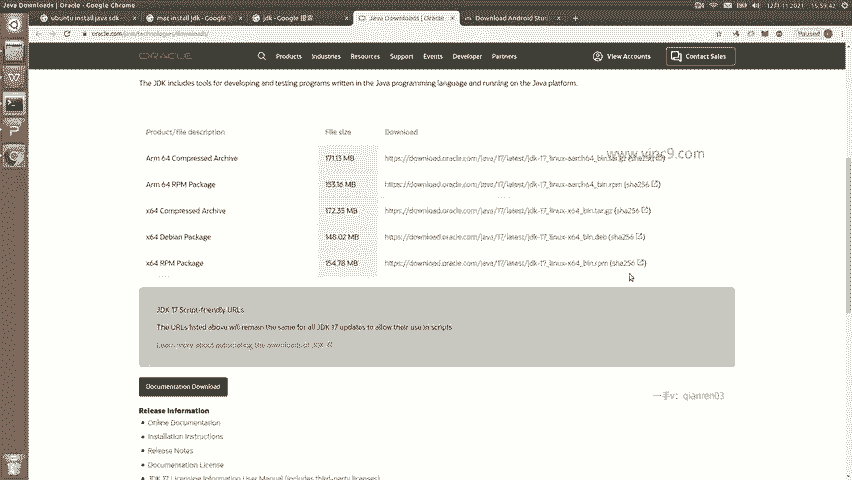 Java Downloads | Oracle - Google Chrome
15:59:42
ubuntu install java sdk
mac install jdk - Google
jdk - Google 搜索
Java Downloads | Oracle
Download Android Stu
oracle.com/java/technologies/downloads/
Paused
ORACLE
Products
Industries
Resources
Support
Events
Developer
Partners
View Accounts
Contact Sales
The JDK includes tools for developing and testing programs written in the Java programming language and running on the Java platform.
Product/file description
File size
Download
www.vipc9.com
Arm 64 Compressed Archive
171.13 MB
https://download.oracle.com/java/17/latest/jdk-17_linux-aarch64_bin.tar.gz (sha256)
Arm 64 RPM Package
153.16 MB
https://download.oracle.com/java/17/latest/jdk-17_linux-aarch64_bin.rpm (sha256)
x64 Compressed Archive
172.35 MB
https://download.oracle.com/java/17/latest/jdk-17_linux-x64_bin.tar.gz (sha256)
x64 Debian Package
148.02 MB
https://download.oracle.com/java/17/latest/jdk-17_linux-x64_bin.deb (sha256)
x64 RPM Package
154.78 MB
https://download.oracle.com/java/17/latest/jdk-17_linux-x64_bin.rpm (sha256)
JDK 17 Script-friendly URLs
The URLs listed above will remain the same for all JDK 17 updates to allow their use in scripts.
Learn more about automating the downloads of JDK 17
Documentation Download
一手v：qianren03
Release Information
Online Documentation
Installation Instructions
Release Notes
Documentation License
JDK 17 Licensing Information User Manual (includes third-party licenses)